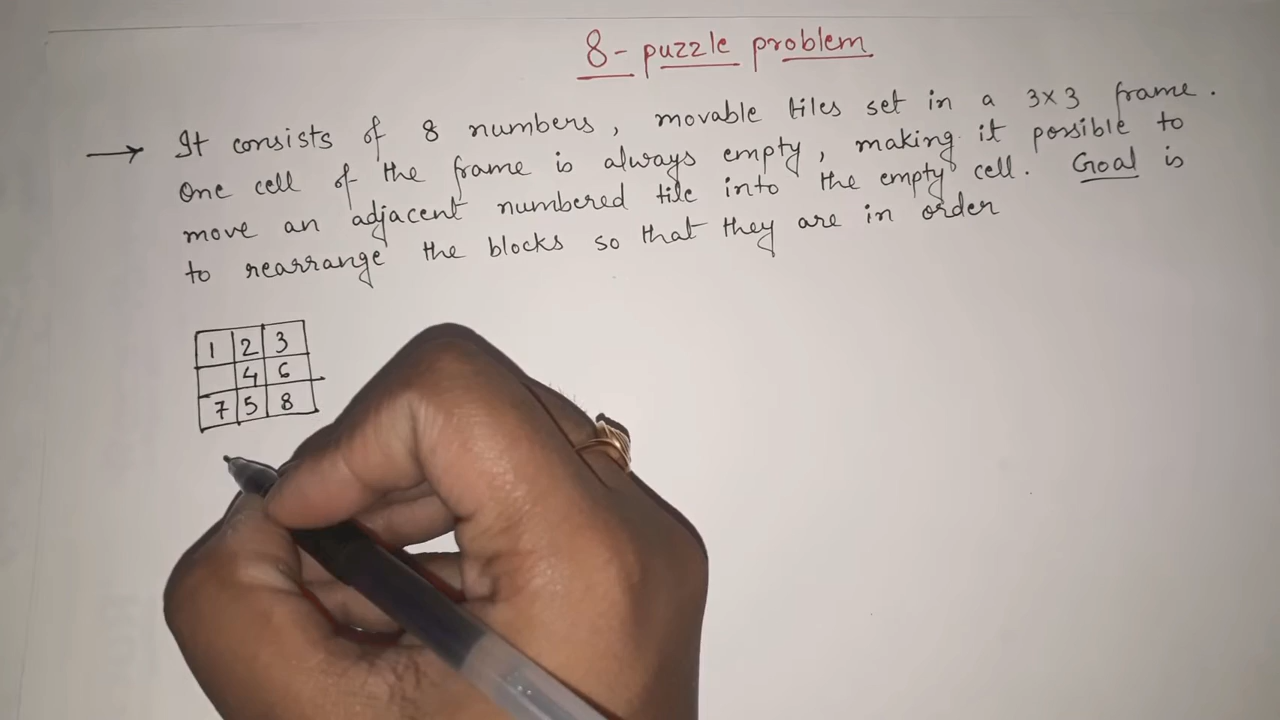 8-puzzle problem
→ It consists of 8 numbers, movable tiles set in a 3×3 frame.
One cell of the frame is always empty, making it possible to
move an adjacent numbered tile into the empty cell. Goal is
to rearrange the blocks so that they are in order
1 2 3
4 6
7 5 8